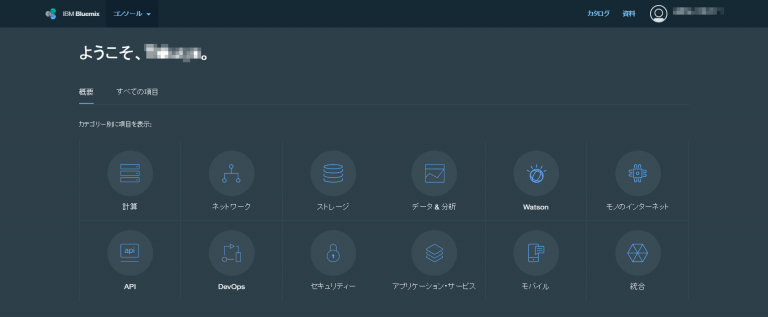 IBM Bluemix コンソール カタログ 資料
ようこそ、 。
概要 すべての項目
カテゴリー別に項目を表示:
計算 ネットワーク ストレージ データ & 分析 Watson モノのインターネット
api
API DevOps セキュリティー アプリケーション・サービス モバイル 統合